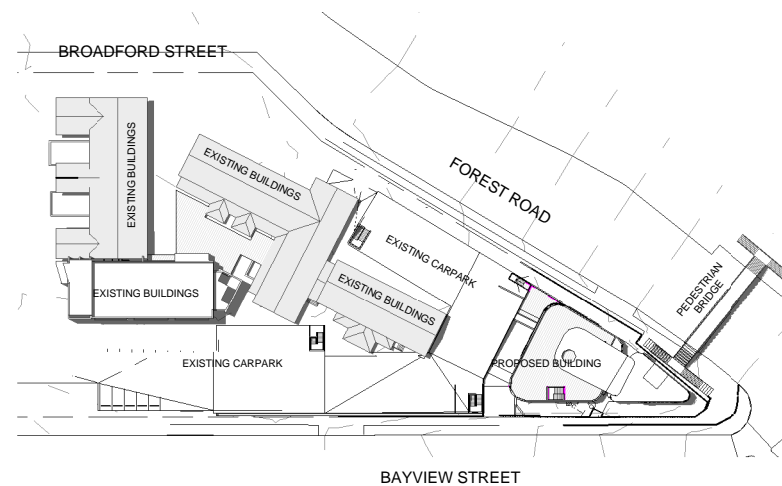 BROADFORD STREET
EXISTING BUILDINGS
EXISTING BUILDINGS
FOREST ROAD
EXISTING CARPARK
PEDESTRIAN
BRIDGE
EXISTING BUILDINGS
EXISTING BUILDINGS
EXISTING CARPARK
PROPOSED BUILDING
BAYVIEW STREET